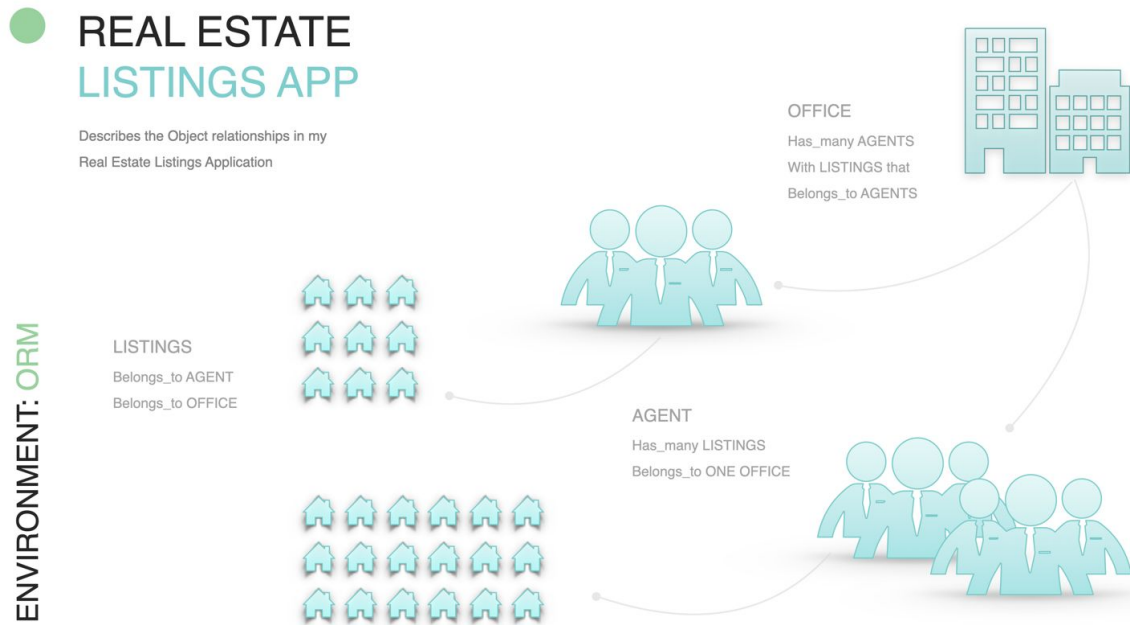 REAL ESTATE
LISTINGS APP
Describes the Object relationships in my
Real Estate Listings Application
OFFICE
Has_many AGENTS
With LISTINGS that
Belongs_to AGENTS
LISTINGS
Belongs_to AGENT
Belongs_to OFFICE
AGENT
Has_many LISTINGS
Belongs_to ONE OFFICE
ENVIRONMENT: ORM